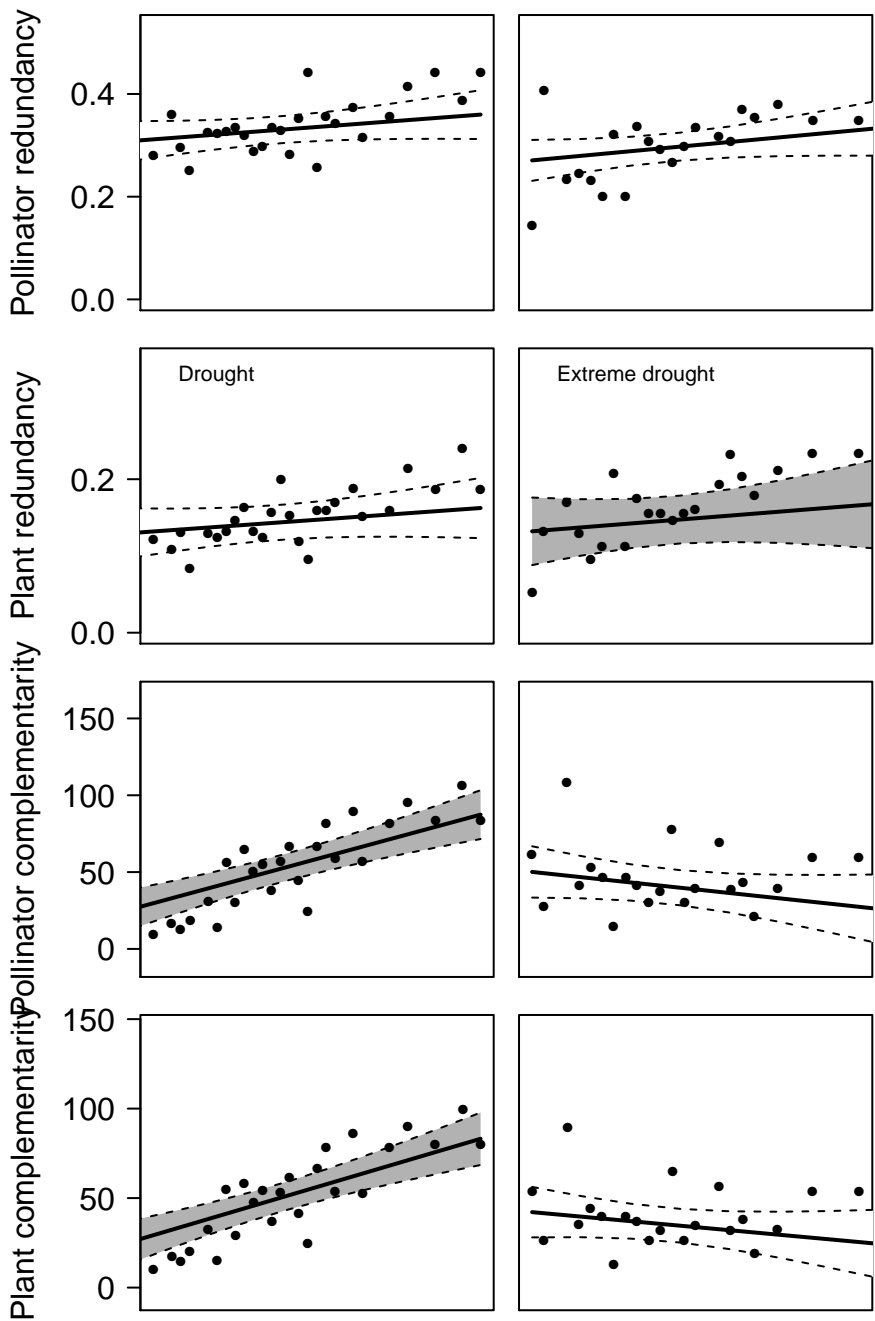 Pollinator redundancy
0.4
0.2
0.0
Plant redundancy
Drought
Extreme drought
0.2
0.0
Pollinator complementarity
150
100
50
0
Plant complementarity
150
100
50
0